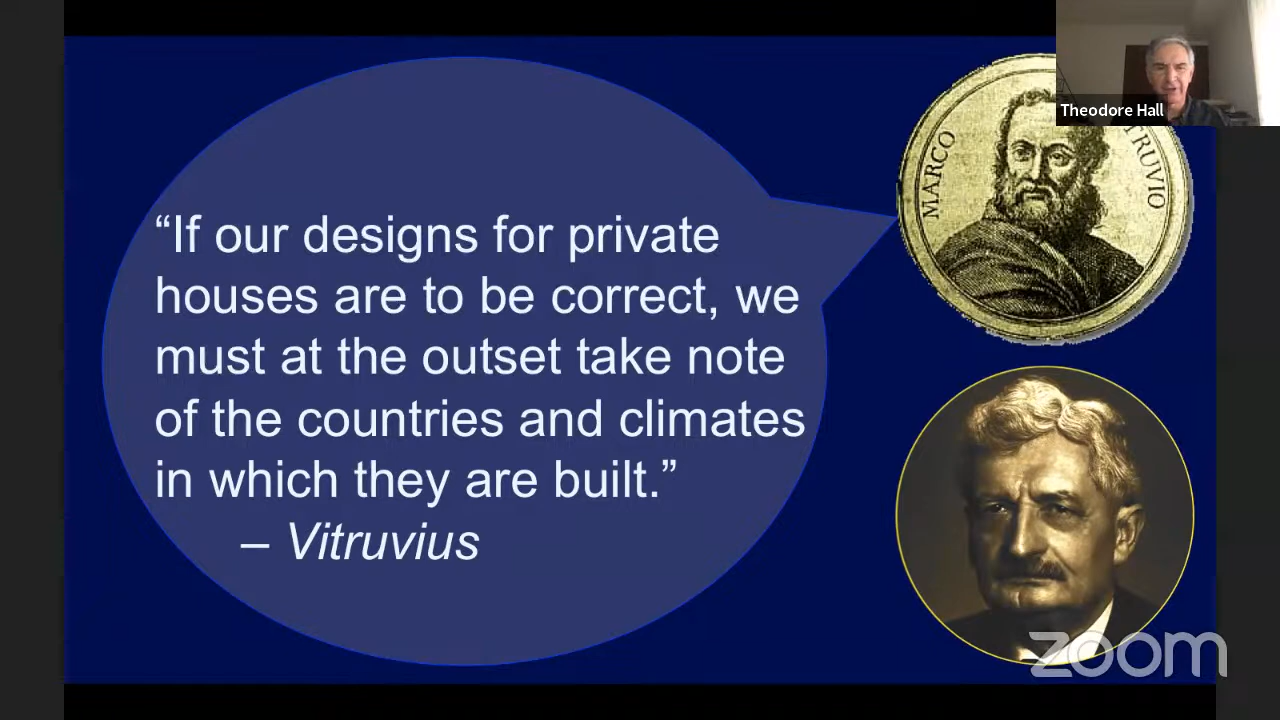 Theodore Hall
MARCO
TRUVIO
“If our designs for private
houses are to be correct, we
must at the outset take note
of the countries and climates
in which they are built.”
– Vitruvius
zoom